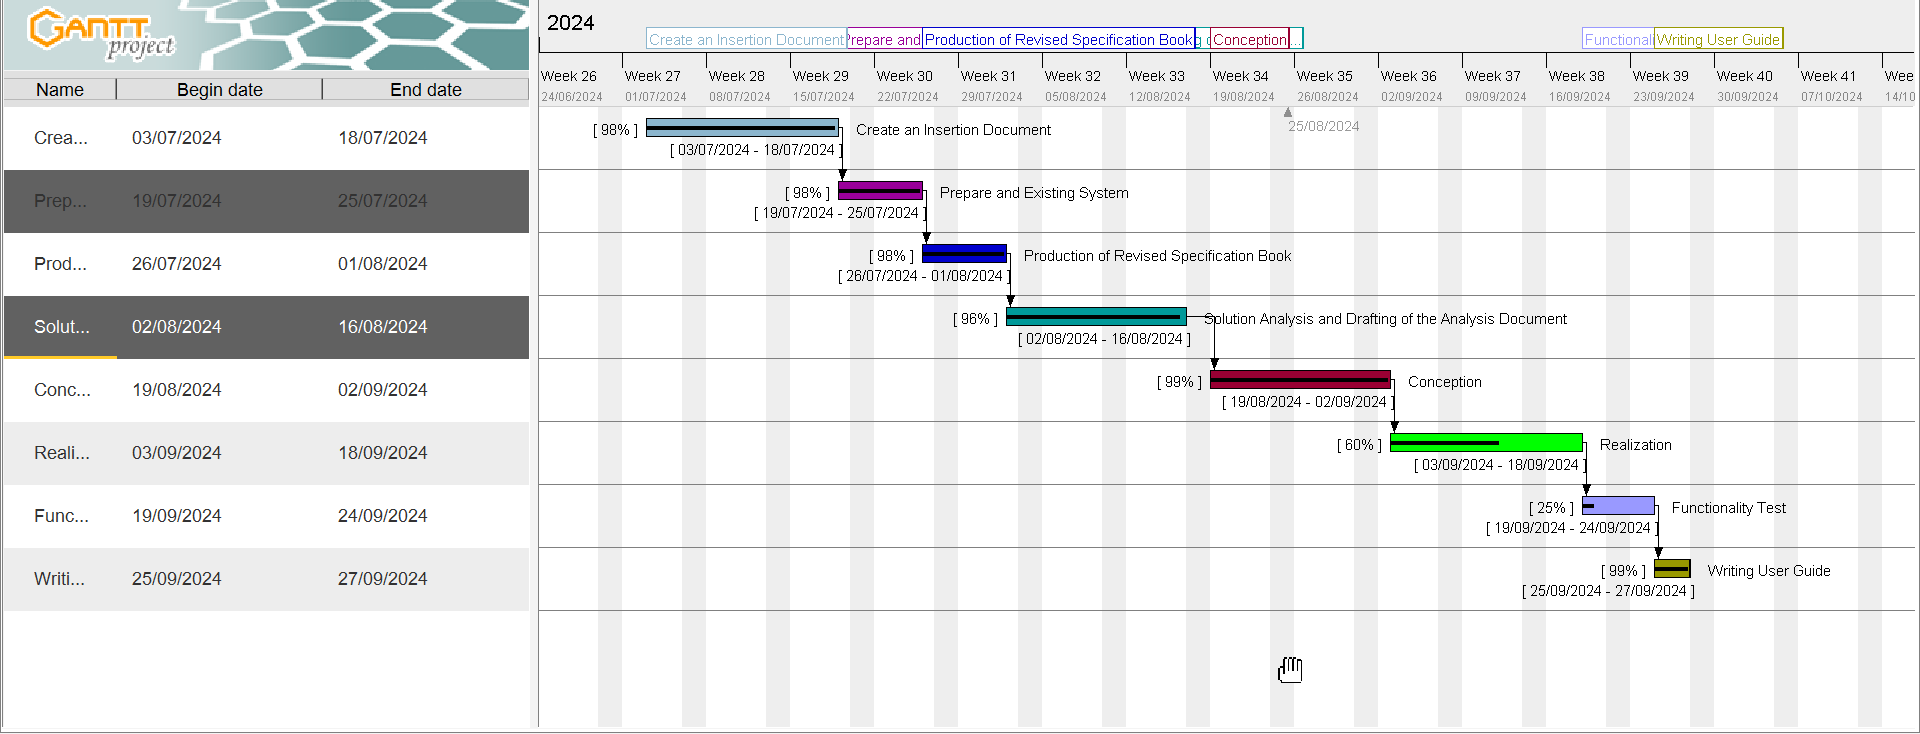 GANTT
project
Name Begin date End date
Crea... 03/07/2024 18/07/2024
Prep... 19/07/2024 25/07/2024
Prod... 26/07/2024 01/08/2024
Solut... 02/08/2024 16/08/2024
Conc... 19/08/2024 02/09/2024
Reali... 03/09/2024 18/09/2024
Func... 19/09/2024 24/09/2024
Writi... 25/09/2024 27/09/2024
2024
Create an Insertion Document Prepare and Production of Revised Specification Book Conception Functional Writing User Guide
Week 26 Week 27 Week 28 Week 29 Week 30 Week 31 Week 32 Week 33 Week 34 Week 35 Week 36 Week 37 Week 38 Week 39 Week 40 Week 41 Wee
24/06/2024 01/07/2024 08/07/2024 15/07/2024 22/07/2024 29/07/2024 05/08/2024 12/08/2024 19/08/2024 26/08/2024 02/09/2024 09/09/2024 16/09/2024 23/09/2024 30/09/2024 07/10/2024 14/10
25/08/2024
[ 98% ] Create an Insertion Document
[ 03/07/2024 - 18/07/2024 ]
[ 98% ] Prepare and Existing System
[ 19/07/2024 - 25/07/2024 ]
[ 98% ] Production of Revised Specification Book
[ 26/07/2024 - 01/08/2024 ]
[ 96% ] Solution Analysis and Drafting of the Analysis Document
[ 02/08/2024 - 16/08/2024 ]
[ 99% ] Conception
[ 19/08/2024 - 02/09/2024 ]
[ 60% ] Realization
[ 03/09/2024 - 18/09/2024 ]
[ 25% ] Functionality Test
[ 19/09/2024 - 24/09/2024 ]
[ 99% ] Writing User Guide
[ 25/09/2024 - 27/09/2024 ]